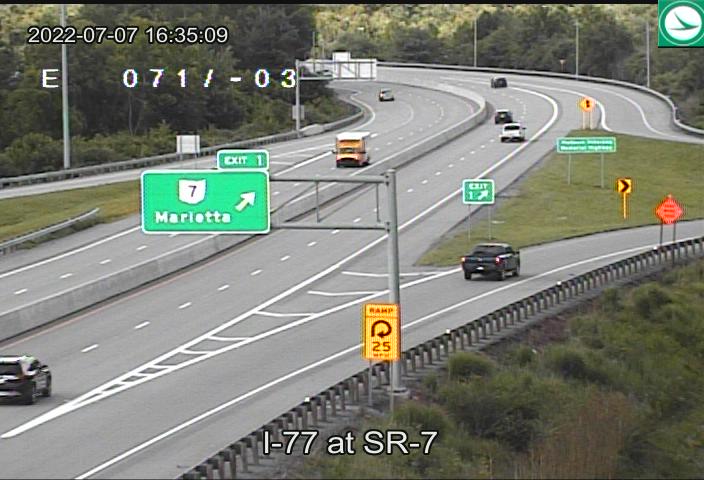 2022-07-07 16:35:09
E 071/-03
EXIT 1
7
Marietta
EXIT
1
RAMP
25
MPH
I-77 at SR-7